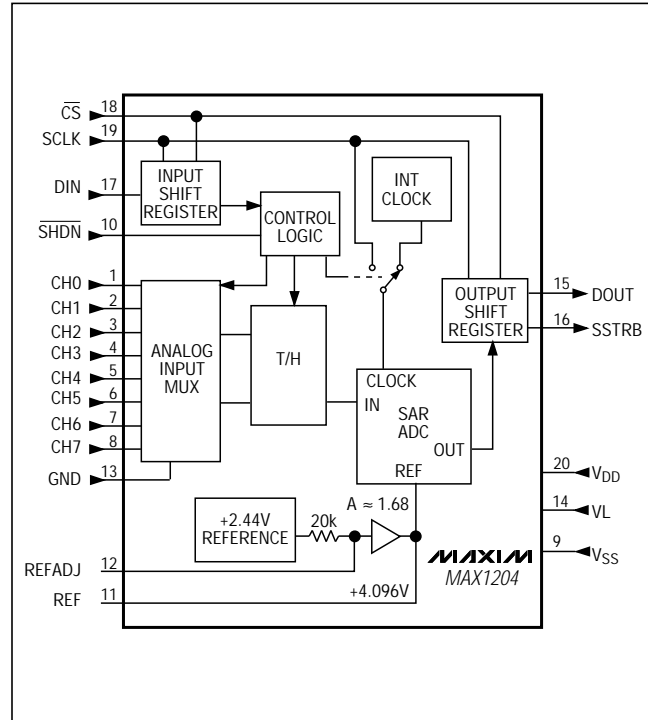 CS 18
SCLK 19
DIN 17
SHDN 10
CH0 1
CH1 2
CH2 3
CH3 4
CH4 5
CH5 6
CH6 7
CH7 8
GND 13
REFADJ 12
REF 11
INPUT
SHIFT
REGISTER
CONTROL
LOGIC
INT
CLOCK
ANALOG
INPUT
MUX
T/H
CLOCK
IN
SAR
ADC
OUT
REF
OUTPUT
SHIFT
REGISTER
15 DOUT
16 SSTRB
20 VDD
14 VL
9 VSS
+2.44V
REFERENCE
20k
A ≈ 1.68
+4.096V
MAXIM
MAX1204